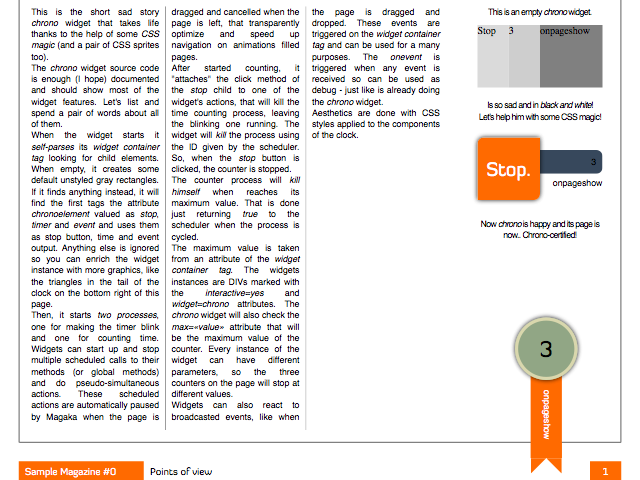 This is the short sad story
chrono widget that takes life
thanks to the help of some CSS
magic (and a pair of CSS sprites
too).
The chrono widget source code
is enough (I hope) documented
and should show most of the
widget features. Let's list and
spend a pair of words about all
of them.
When the widget starts it
self-parses its widget container
tag looking for child elements.
When empty, it creates some
default unstyled gray rectangles.
If it finds anything instead, it will
find the first tags the attribute
chronoelement valued as stop,
timer and event and uses them
as stop button, time and event
output. Anything else is ignored
so you can enrich the widget
instance with more graphics, like
the triangles in the tail of the
clock on the bottom right of this
page.
Then, it starts two processes,
one for making the timer blink
and one for counting time.
Widgets can start up and stop
multiple scheduled calls to their
methods (or global methods)
and do pseudo-simultaneous
actions. These scheduled
actions are automatically paused
by Magaka when the page is
dragged and cancelled when the
page is left, that transparently
optimize and speed up
navigation on animations filled
pages.
After started counting, it
"attaches" the click method of
the stop child to one of the
widget's actions, that will kill the
time counting process, leaving
the blinking one running. The
widget will kill the process using
the ID given by the scheduler.
So, when the stop button is
clicked, the counter is stopped.
The counter process will kill
himself when reaches its
maximum value. That is done
just returning true to the
scheduler when the process is
cycled.
The maximum value is taken
from an attribute of the widget
container tag. The widgets
instances are DIVs marked with
the interactive=yes and
widget=chrono attributes. The
chrono widget will also check the
max=«value» attribute that will
be the maximum value of the
counter. Every instance of the
widget can have different
parameters, so the three
counters on the page will stop at
different values.
Widgets can also react to
broadcasted events, like when
the page is dragged and
dropped. These events are
triggered on the widget container
tag and can be used for a many
purposes. The onevent is
triggered when any event is
received so can be used as
debug - just like is already doing
the chrono widget.
Aesthetics are done with CSS
styles applied to the components
of the clock.
This is an empty chrono widget.
Stop 3 onpageshow
Is so sad and in black and white!
Let's help him with some CSS magic!
Stop.
3
onpageshow
Now chrono is happy and its page is
now.. Chrono-certified!
3
onpageshow
Sample Magazine #0 Points of view 1